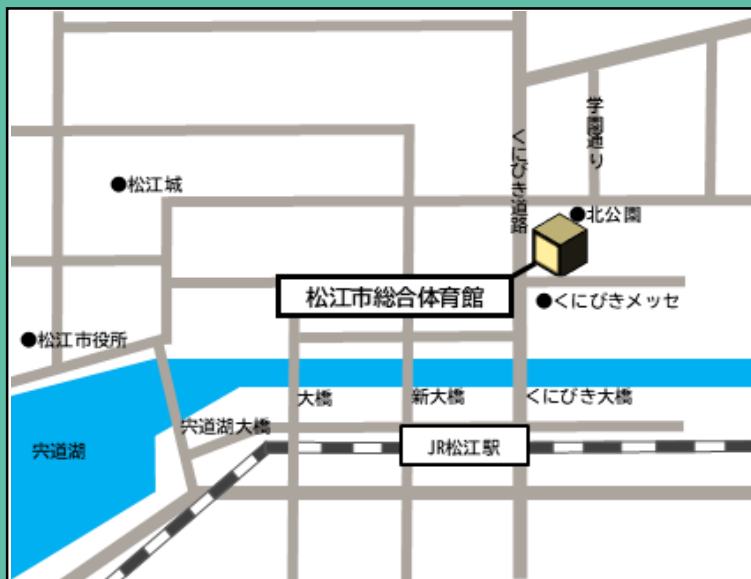 学園通り
くにびき道路
●松江城
●北公園
松江市総合体育館
●くにびきメッセ
●松江市役所
大橋
新大橋
くにびき大橋
宍道湖大橋
宍道湖
JR松江駅